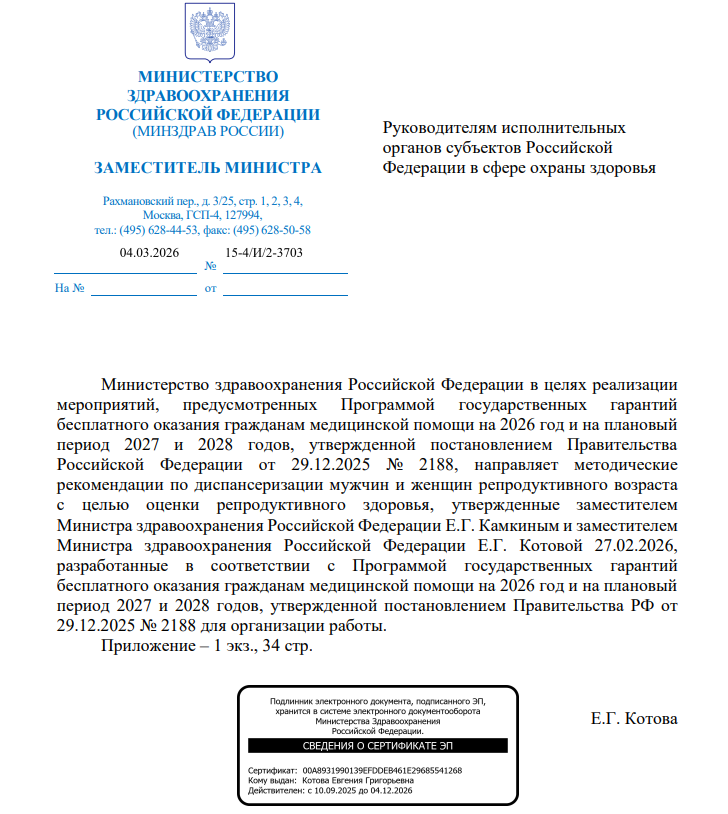 МИНИСТЕРСТВО
ЗДРАВООХРАНЕНИЯ
РОССИЙСКОЙ ФЕДЕРАЦИИ
(МИНЗДРАВ РОССИИ)
ЗАМЕСТИТЕЛЬ МИНИСТРА
Рахмановский пер., д. 3/25, стр. 1, 2, 3, 4,
Москва, ГСП-4, 127994,
тел.: (495) 628-44-53, факс: (495) 628-50-58
04.03.2026 № 15-4/И/2-3703
На № от
Руководителям исполнительных
органов субъектов Российской
Федерации в сфере охраны здоровья
Министерство здравоохранения Российской Федерации в целях реализации
мероприятий, предусмотренных Программой государственных гарантий
бесплатного оказания гражданам медицинской помощи на 2026 год и на плановый
период 2027 и 2028 годов, утвержденной постановлением Правительства
Российской Федерации от 29.12.2025 № 2188, направляет методические
рекомендации по диспансеризации мужчин и женщин репродуктивного возраста
с целью оценки репродуктивного здоровья, утвержденные заместителем
Министра здравоохранения Российской Федерации Е.Г. Камкиным и заместителем
Министра здравоохранения Российской Федерации Е.Г. Котовой 27.02.2026,
разработанные в соответствии с Программой государственных гарантий
бесплатного оказания гражданам медицинской помощи на 2026 год и на плановый
период 2027 и 2028 годов, утвержденной постановлением Правительства РФ от
29.12.2025 № 2188 для организации работы.
Приложение – 1 экз., 34 стр.
Подлинник электронного документа, подписанного ЭП,
хранится в системе электронного документооборота
Министерства Здравоохранения
Российской Федерации.
СВЕДЕНИЯ О СЕРТИФИКАТЕ ЭП
Сертификат: 00A8931990139EFDDEB461E29685541268
Кому выдан: Котова Евгения Григорьевна
Действителен: с 10.09.2025 до 04.12.2026
Е.Г. Котова